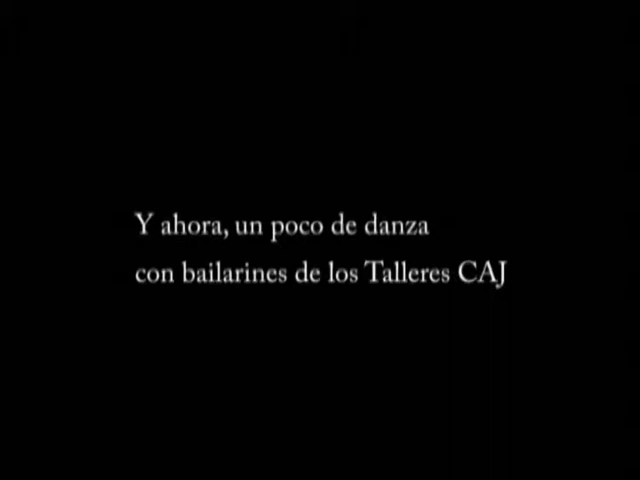 Y ahora, un poco de danza
con bailarines de los Talleres CAJ